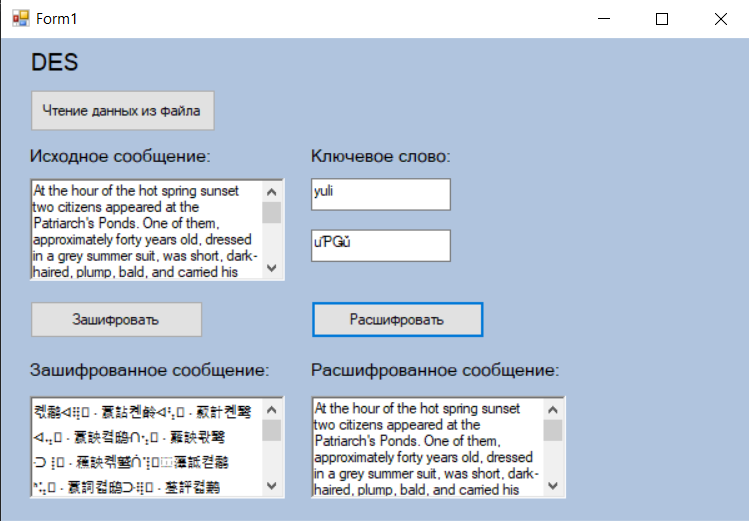 Form1
DES
Чтение данных из файла
Исходное сообщение:
Ключевое слово:
At the hour of the hot spring sunset
two citizens appeared at the
Patriarch's Ponds. One of them,
approximately forty years old, dressed
in a grey summer suit, was short, dark-
haired, plump, bald, and carried his
yuli
Зашифровать
Расшифровать
Зашифрованное сообщение:
Расшифрованное сообщение:
At the hour of the hot spring sunset
two citizens appeared at the
Patriarch's Ponds. One of them,
approximately forty years old, dressed
in a grey summer suit, was short, dark-
haired, plump, bald, and carried his